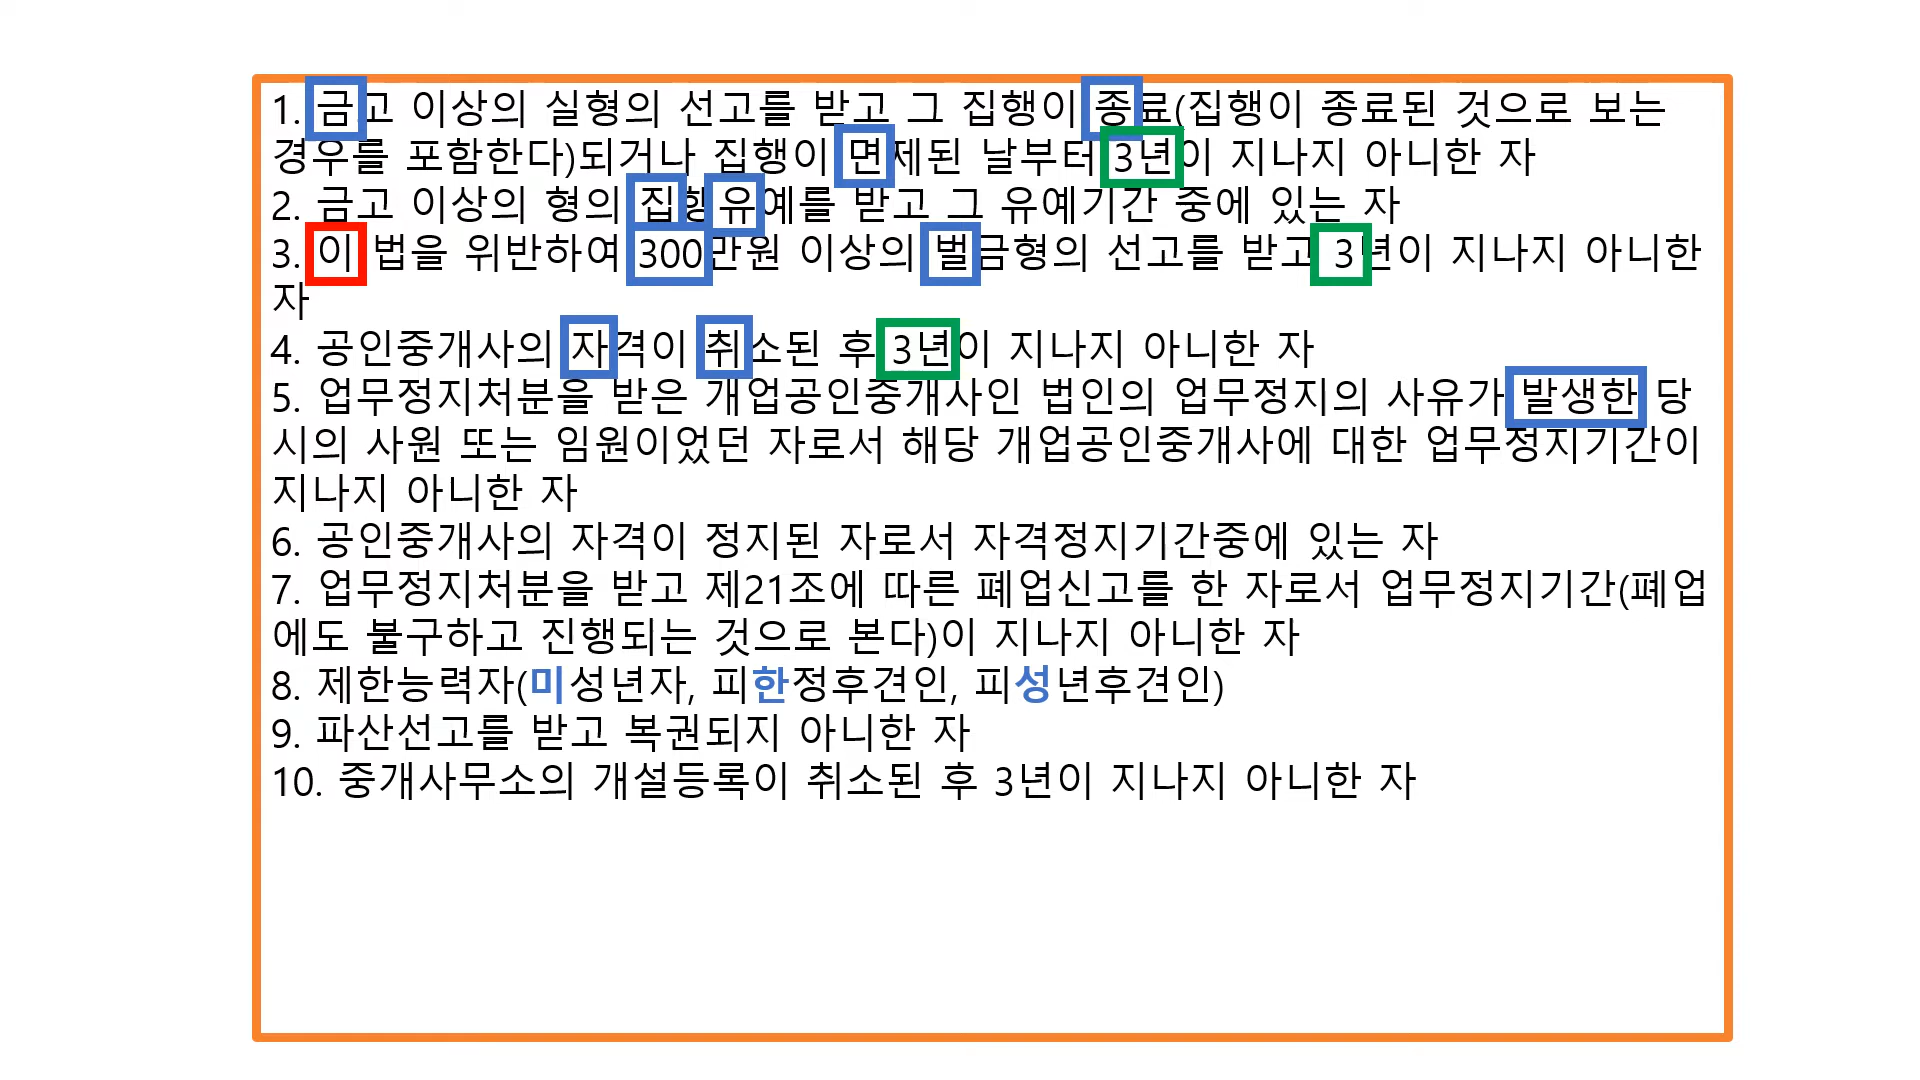 1. 금고 이상의 실형의 선고를 받고 그 집행이 종료(집행이 종료된 것으로 보는
경우를 포함한다)되거나 집행이 면제된 날부터 3년이 지나지 아니한 자
2. 금고 이상의 형의 집행유예를 받고 그 유예기간 중에 있는 자
3. 이 법을 위반하여 300만원 이상의 벌금형의 선고를 받고 3년이 지나지 아니한
자
4. 공인중개사의 자격이 취소된 후 3년이 지나지 아니한 자
5. 업무정지처분을 받은 개업공인중개사인 법인의 업무정지의 사유가 발생한 당
시의 사원 또는 임원이었던 자로서 해당 개업공인중개사에 대한 업무정지기간이
지나지 아니한 자
6. 공인중개사의 자격이 정지된 자로서 자격정지기간중에 있는 자
7. 업무정지처분을 받고 제21조에 따른 폐업신고를 한 자로서 업무정지기간(폐업
에도 불구하고 진행되는 것으로 본다)이 지나지 아니한 자
8. 제한능력자(미성년자, 피한정후견인, 피성년후견인)
9. 파산선고를 받고 복권되지 아니한 자
10. 중개사무소의 개설등록이 취소된 후 3년이 지나지 아니한 자